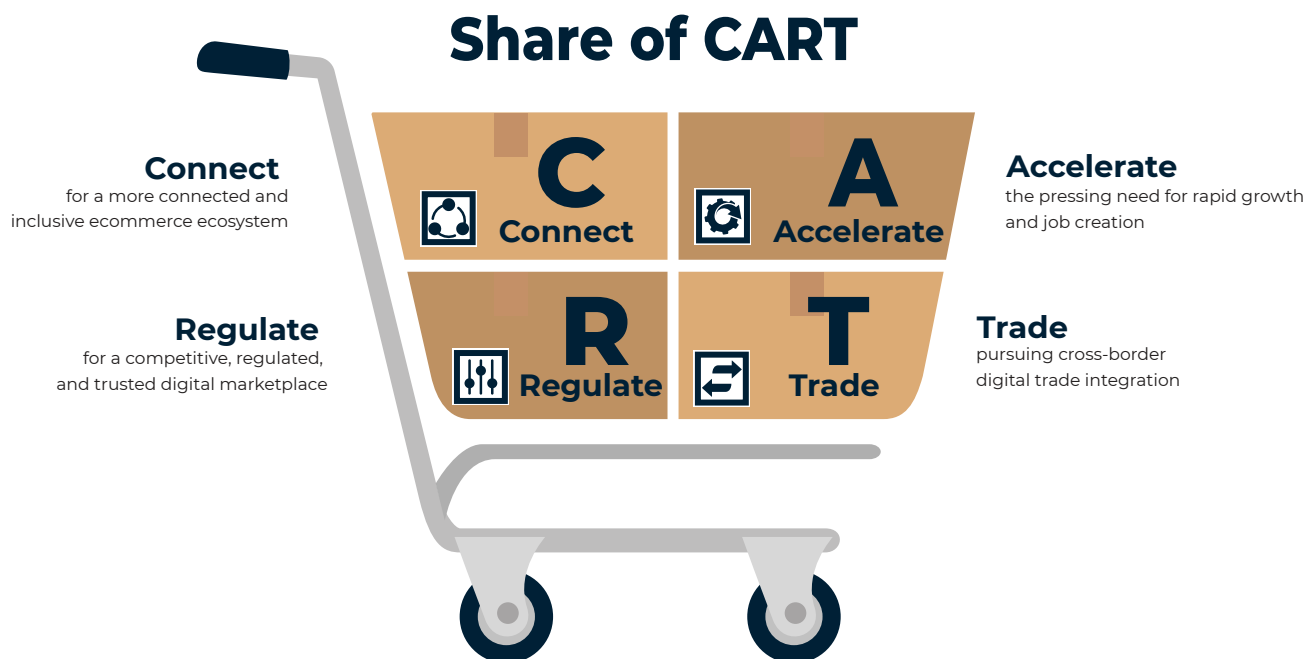 Share of CART
Connect
for a more connected and
inclusive ecommerce ecosystem
C
Connect
A
Accelerate
Accelerate
the pressing need for rapid growth
and job creation
Regulate
for a competitive, regulated,
and trusted digital marketplace
R
Regulate
T
Trade
Trade
pursuing cross-border
digital trade integration